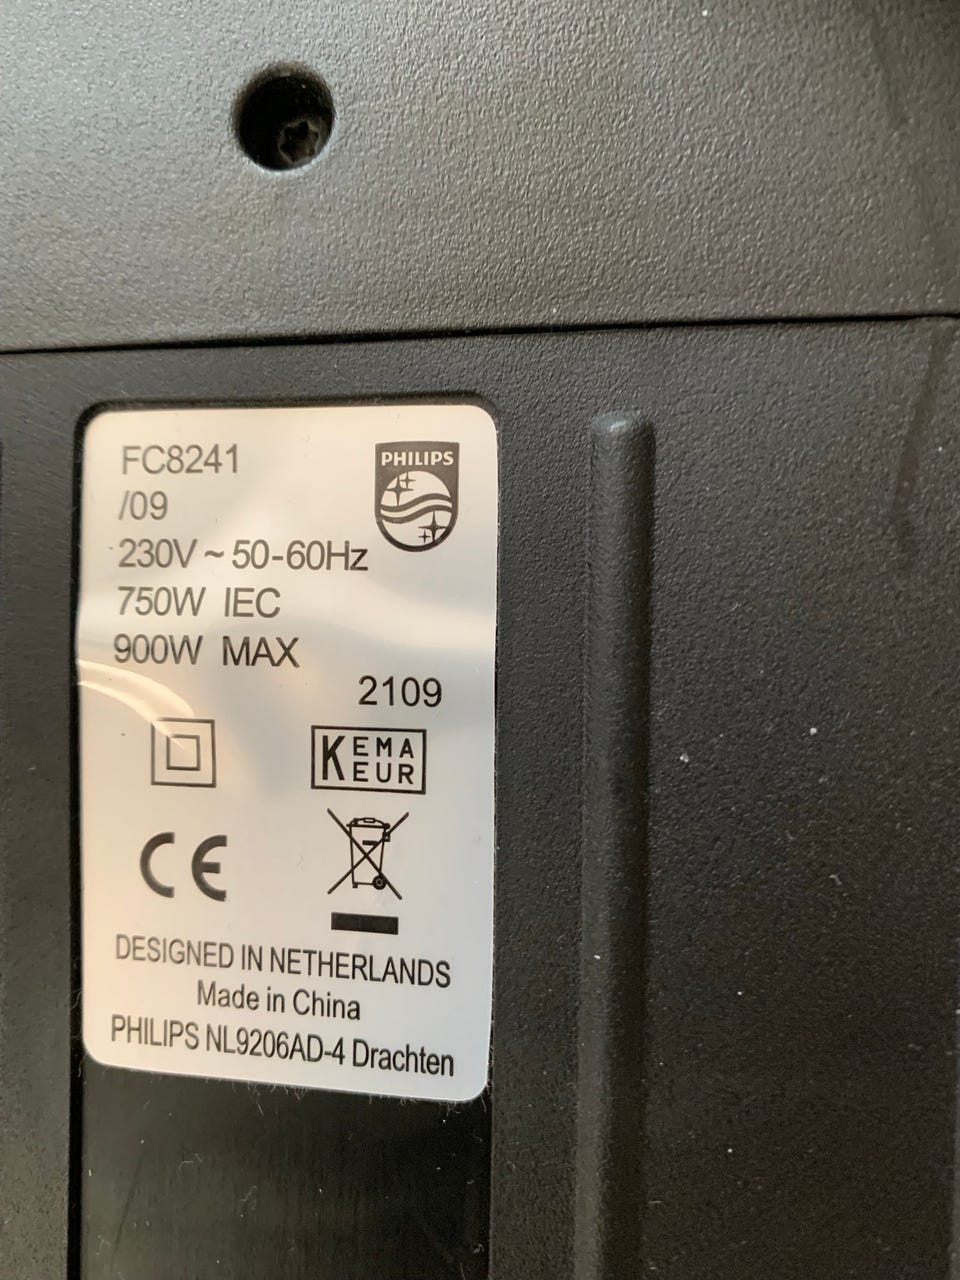 FC8241
/09
PHILIPS
230V ~ 50-60Hz
750W IEC
900W MAX
2109
KEMA
EUR
CE
DESIGNED IN NETHERLANDS
Made in China
PHILIPS NL9206AD-4 Drachten